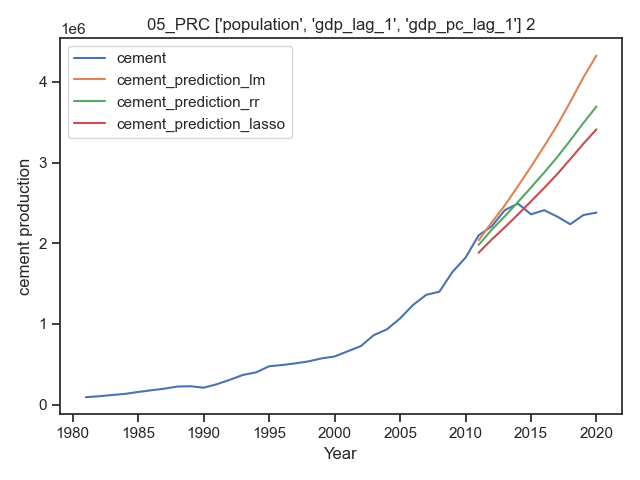 05_PRC ['population', 'gdp_lag_1', 'gdp_pc_lag_1'] 2
1e6
cement
cement_prediction_lm
cement_prediction_rr
cement_prediction_lasso
cement production
4
3
2
1
0
1980 1985 1990 1995 2000 2005 2010 2015 2020
Year